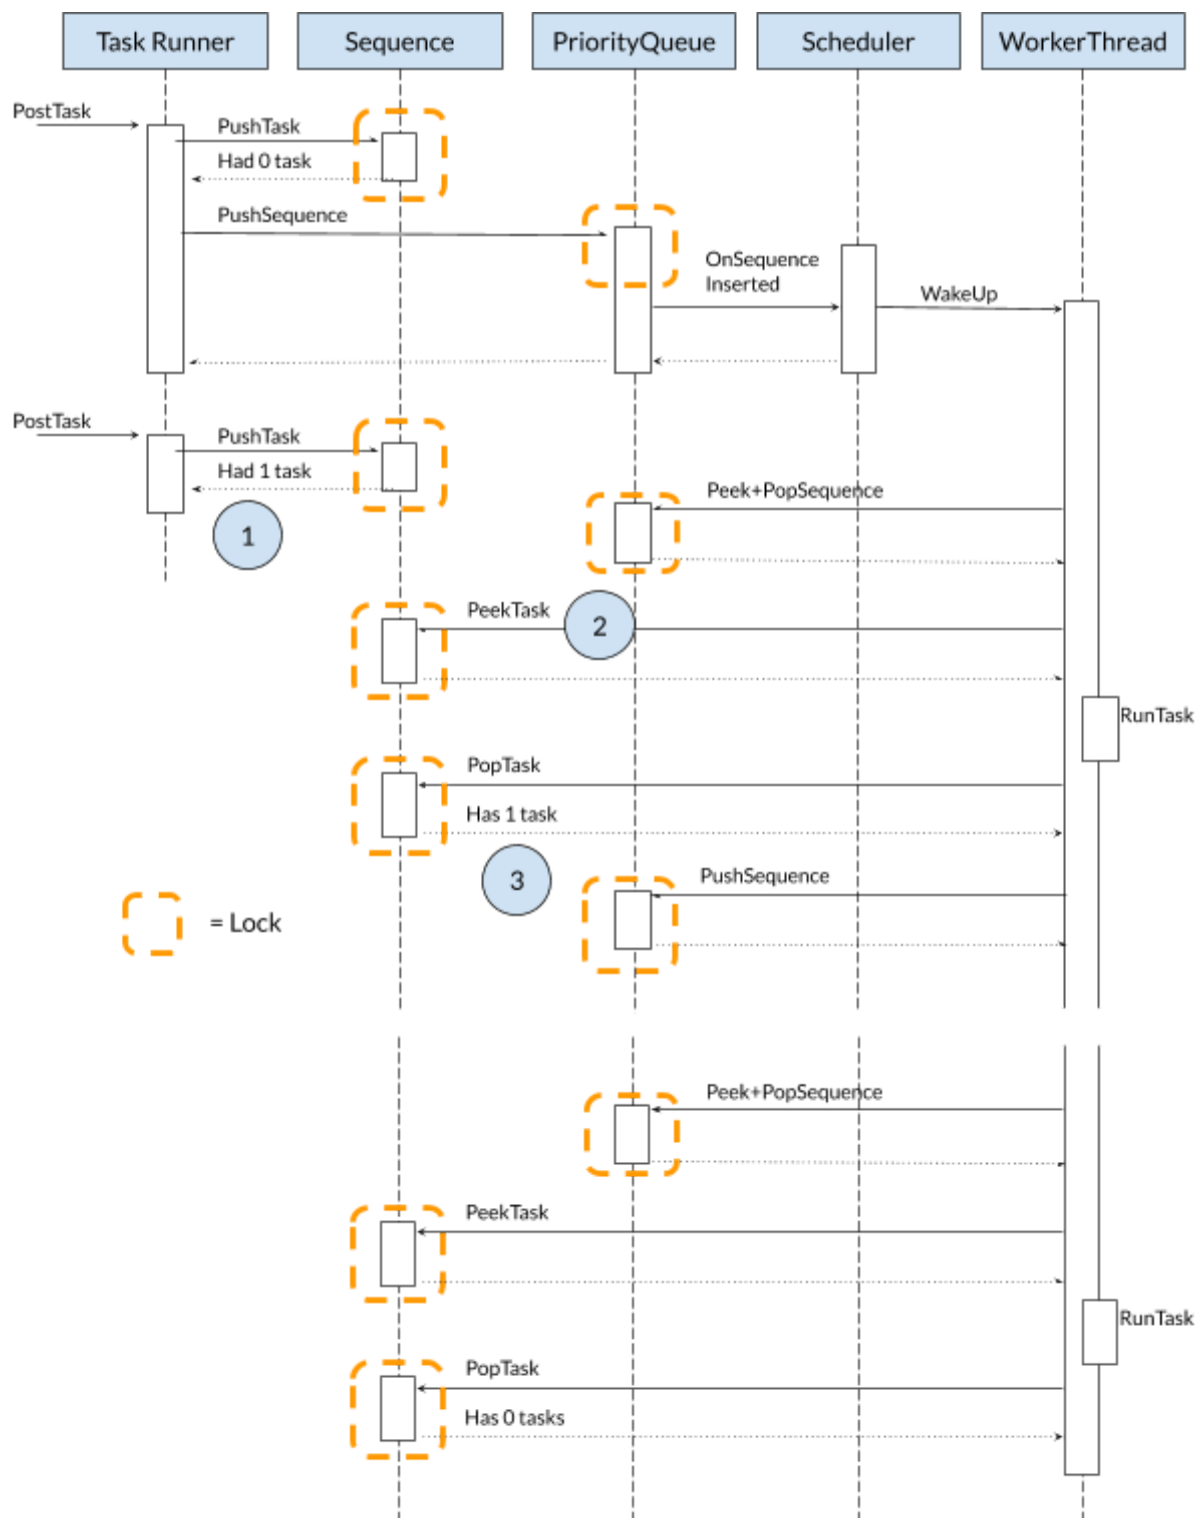 Task Runner
Sequence
PriorityQueue
Scheduler
WorkerThread
PostTask
PushTask
Had 0 task
PushSequence
OnSequence
Inserted
WakeUp
PostTask
PushTask
Had 1 task
Peek+PopSequence
1
PeekTask
2
RunTask
PopTask
Has 1 task
3
PushSequence
= Lock
Peek+PopSequence
PeekTask
RunTask
PopTask
Has 0 tasks